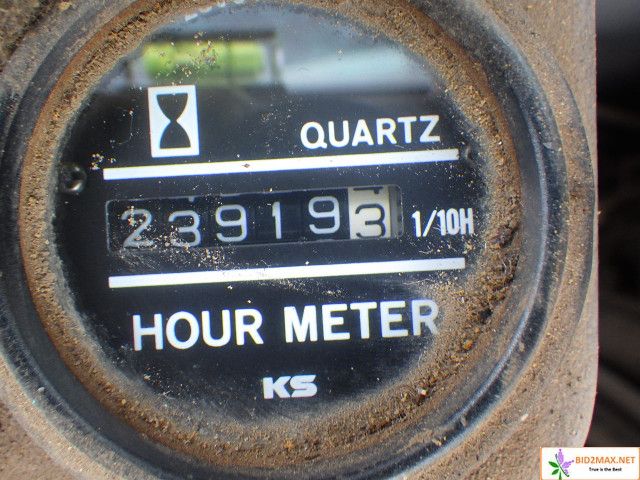 QUARTZ
239193 1/10H
HOUR METER
KS
BID2MAX.NET
True is the Best